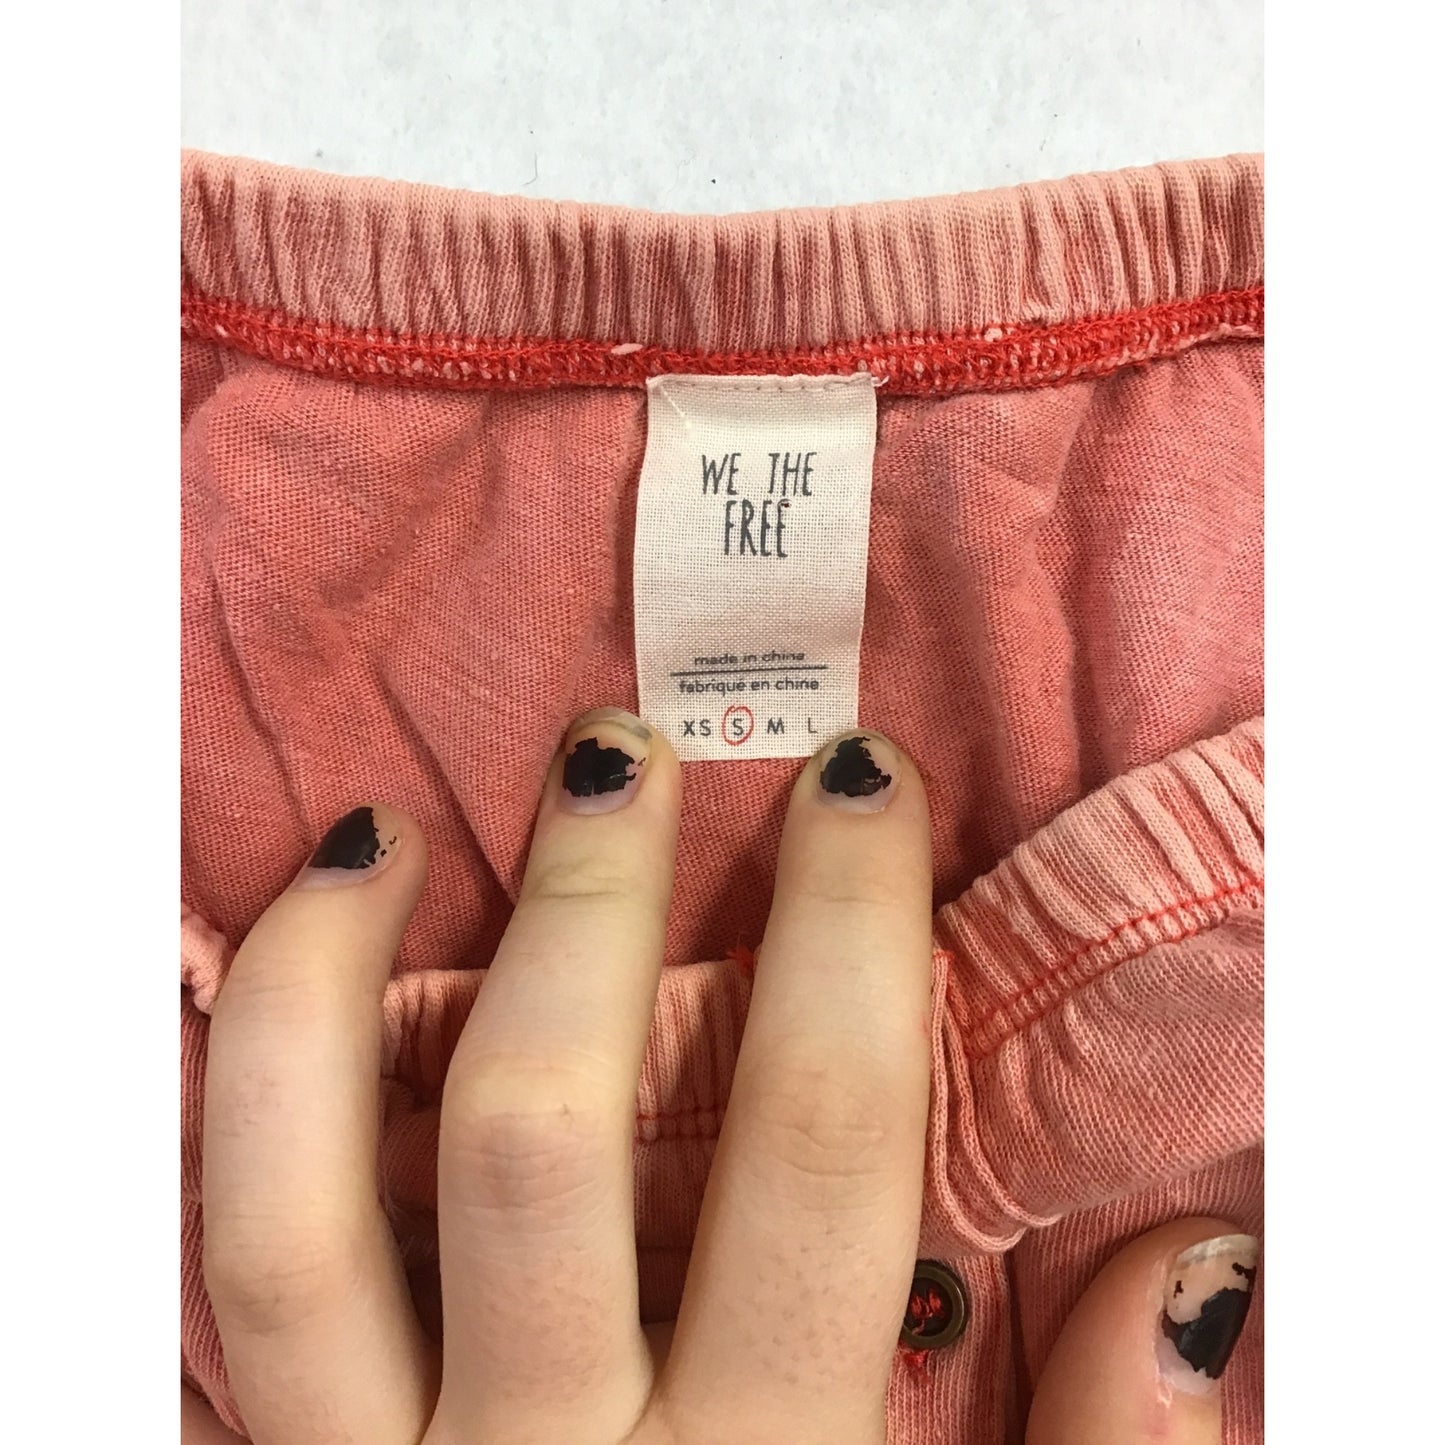 WE THE
FREE
made in china
fabriqué en chine
XS S M L